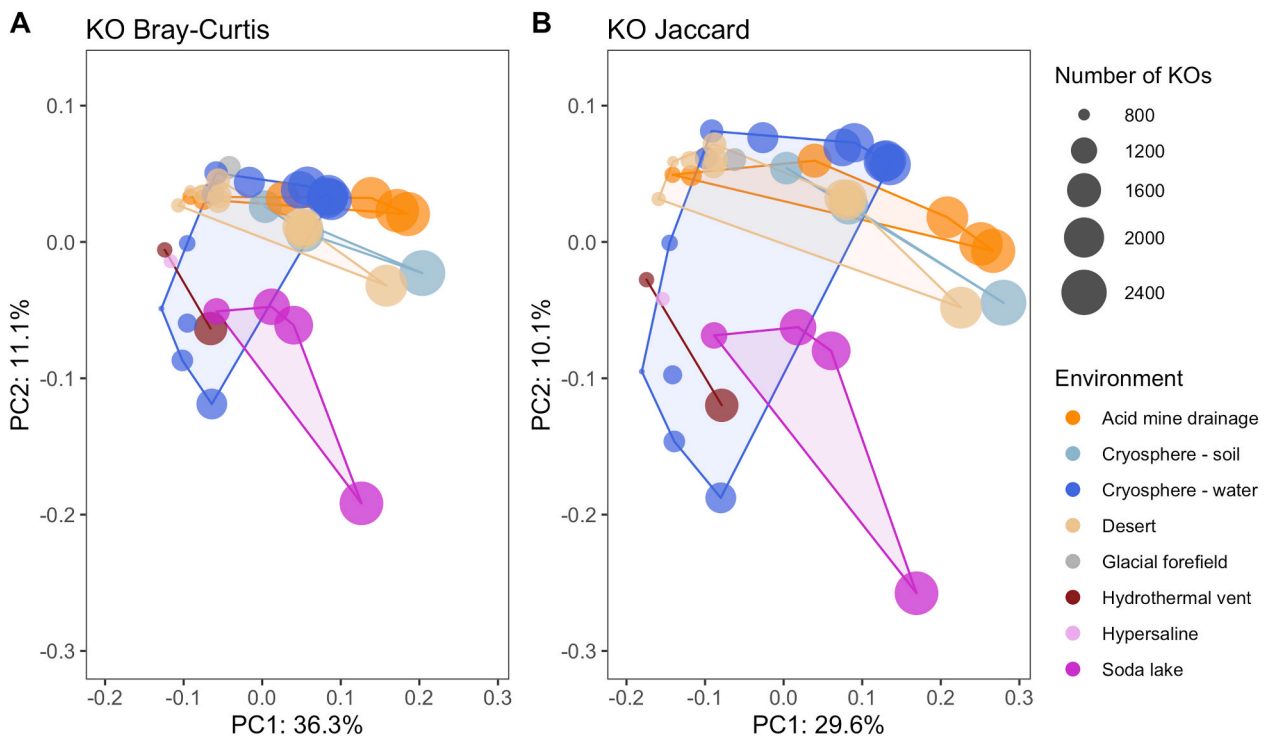 A
KO Bray-Curtis
0.1
0.0
-0.1
-0.2
-0.3
PC2: 11.1%
-0.2
-0.1
0.0
0.1
0.2
0.3
PC1: 36.3%
B
KO Jaccard
0.1
0.0
-0.1
-0.2
-0.3
PC2: 10.1%
-0.2
-0.1
0.0
0.1
0.2
0.3
PC1: 29.6%
Number of KOs
800
1200
1600
2000
2400
Environment
Acid mine drainage
Cryosphere - soil
Cryosphere - water
Desert
Glacial forefield
Hydrothermal vent
Hypersaline
Soda lake